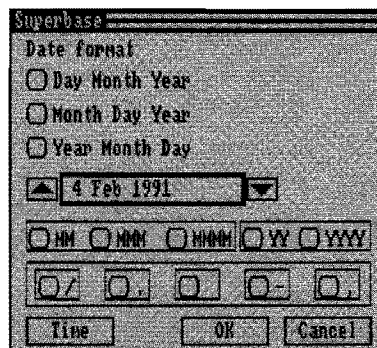 Superbase
Date format
Day Month Year
Month Day Year
Year Month Day
4 Feb 1991
MM MMM MMMM YY YYYY
/ . - ,
Time OK Cancel